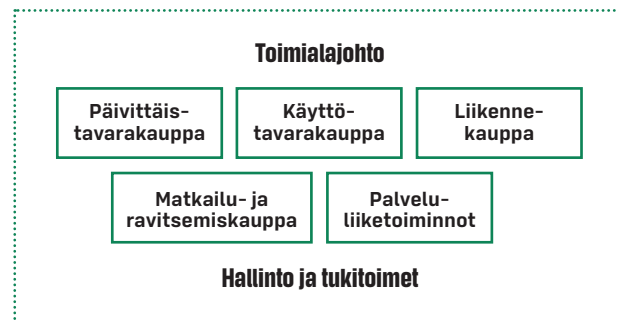 Toimialajohto
Päivittäis-
tavarakauppa
Käyttö-
tavarakauppa
Liikenne-
kauppa
Matkailu- ja
ravitsemiskauppa
Palvelu-
liiketoiminnot
Hallinto ja tukitoimet